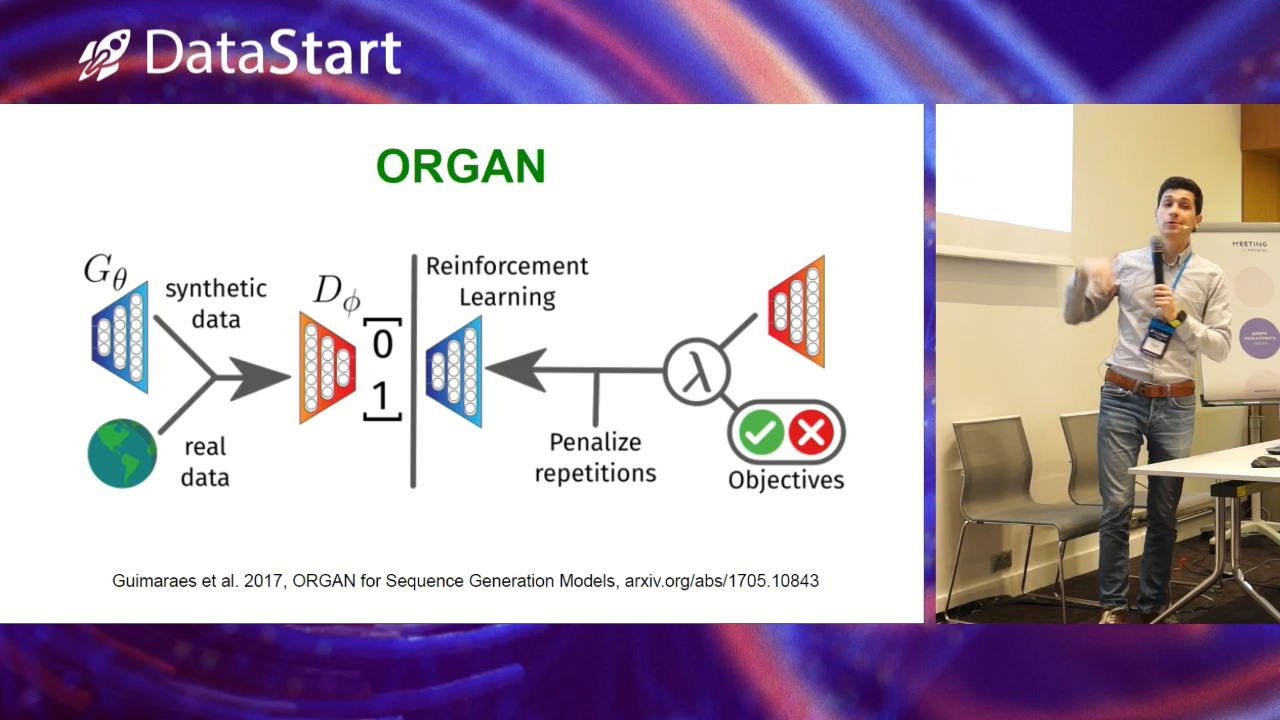 DataStart
ORGAN
Gθ
synthetic
data
real
data
Dϕ
0
1
Reinforcement
Learning
Penalize
repetitions
λ
Objectives
Guimaraes et al. 2017, ORGAN for Sequence Generation Models, arxiv.org/abs/1705.10843
MEETING